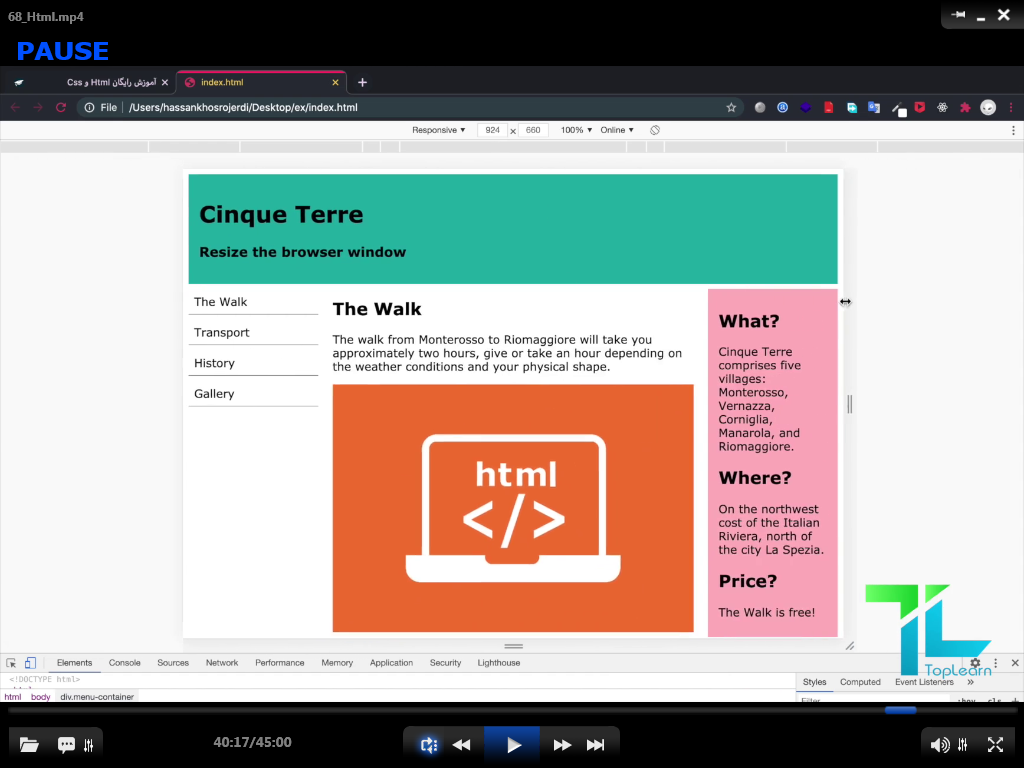 68_Html.mp4
PAUSE
آموزش رایگان Html و Css
index.html
File
/Users/hassankhosrojerdi/Desktop/ex/index.html
Responsive
924 x 660
100%
Online
Cinque Terre
Resize the browser window
The Walk
Transport
History
Gallery
The Walk
The walk from Monterosso to Riomaggiore will take you
approximately two hours, give or take an hour depending on
the weather conditions and your physical shape.
html
</>
What?
Cinque Terre
comprises five
villages:
Monterosso,
Vernazza,
Corniglia,
Manarola, and
Riomaggiore.
Where?
On the northwest
cost of the Italian
Riviera, north of
the city La Spezia.
Price?
The Walk is free!
TopLearn
Elements
Console
Sources
Network
Performance
Memory
Application
Security
Lighthouse
<!DOCTYPE html>
html
body
div.menu-container
Styles
Computed
Event Listeners
»
40:17/45:00